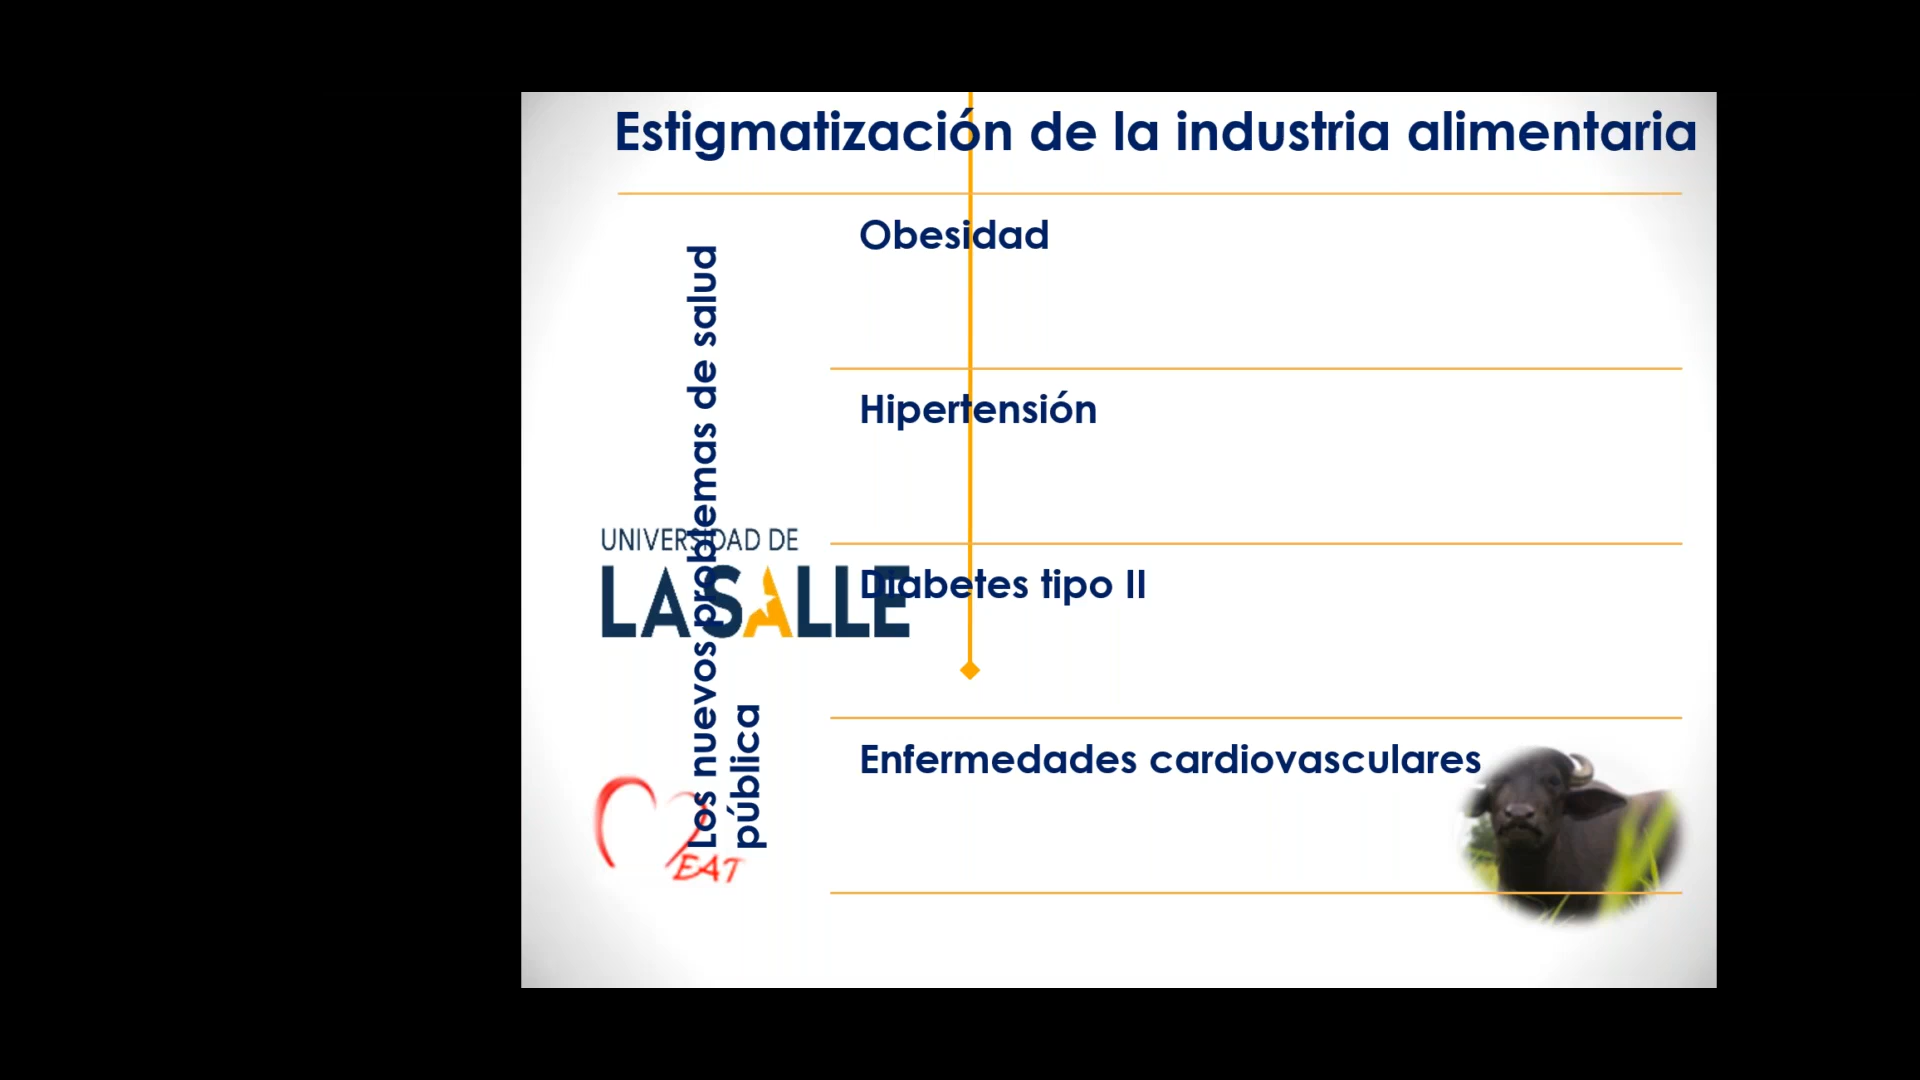 Estigmatización de la industria alimentaria
Los nuevos problemas de salud
pública
Obesidad
Hipertensión
Diabetes tipo II
Enfermedades cardiovasculares
UNIVERSIDAD DE
LA SALLE
MEAT